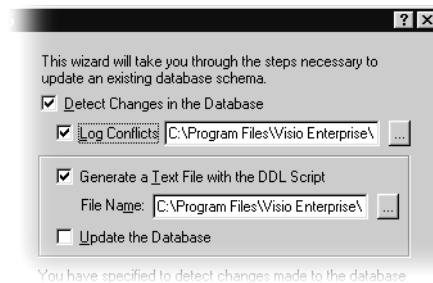 This wizard will take you through the steps necessary to
update an existing database schema.
Detect Changes in the Database
Log Conflicts C:\Program Files\Visio Enterprise\ ...
Generate a Text File with the DDL Script
File Name: C:\Program Files\Visio Enterprise\ ...
Update the Database
You have specified to detect changes made to the database